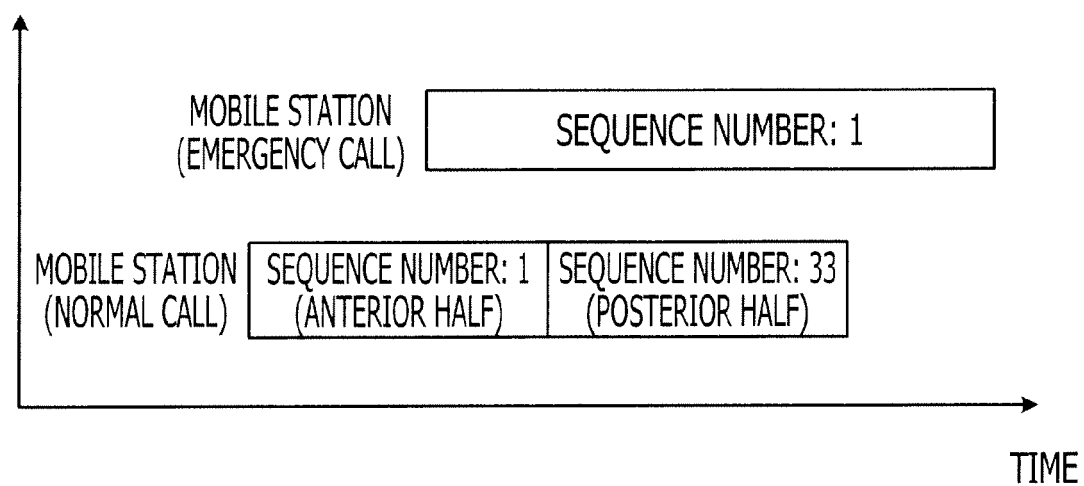 MOBILE STATION
(EMERGENCY CALL)
SEQUENCE NUMBER: 1
MOBILE STATION
(NORMAL CALL)
SEQUENCE NUMBER: 1
(ANTERIOR HALF)
SEQUENCE NUMBER: 33
(POSTERIOR HALF)
TIME